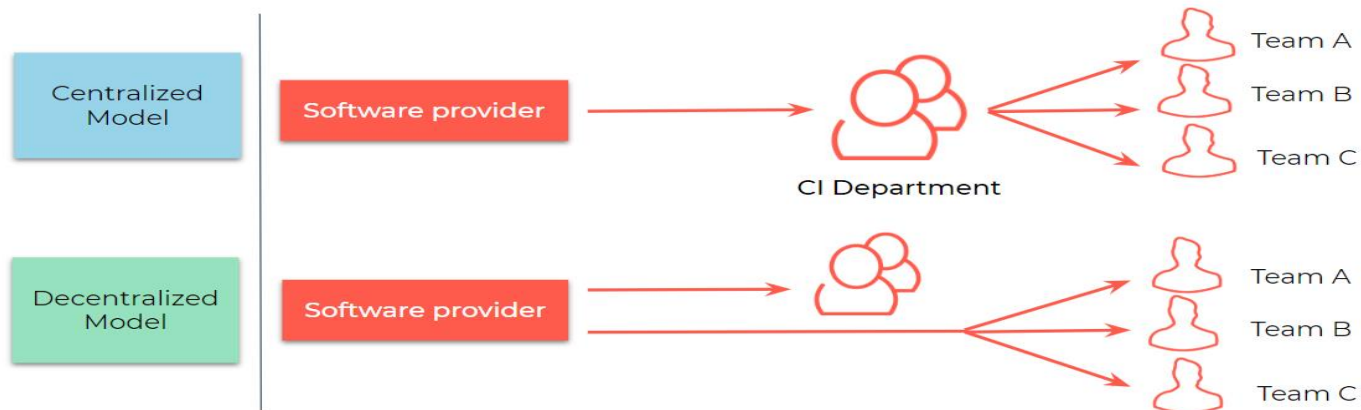 Centralized
Model
Software provider
CI Department
Team A
Team B
Team C
Decentralized
Model
Software provider
Team A
Team B
Team C